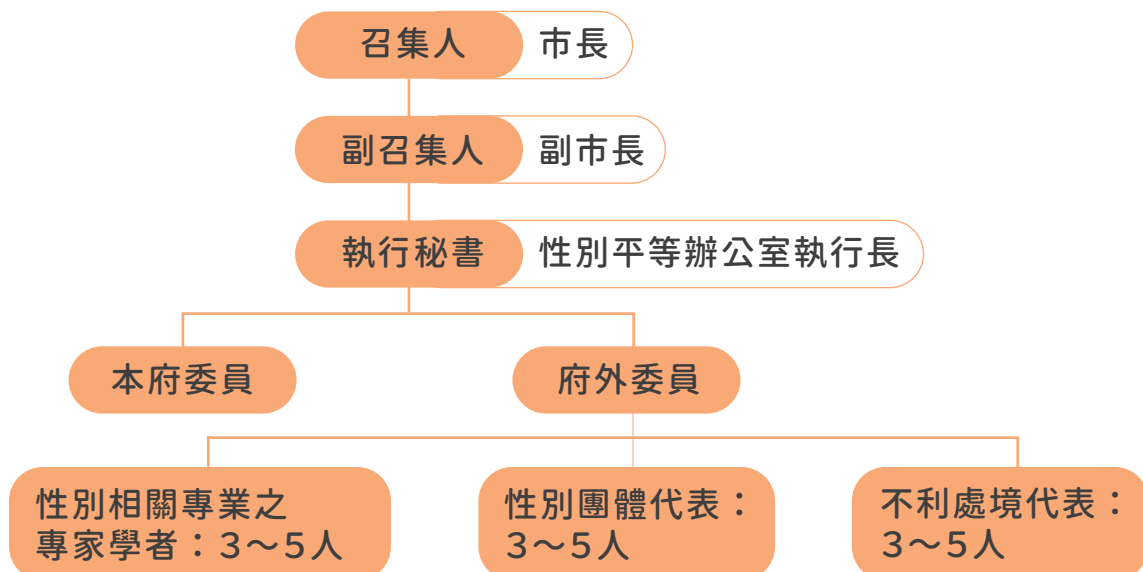 召集人 市長
副召集人 副市長
執行秘書 性別平等辦公室執行長
本府委員 府外委員
性別相關專業之
專家學者：3～5人
性別團體代表：
3～5人
不利處境代表：
3～5人